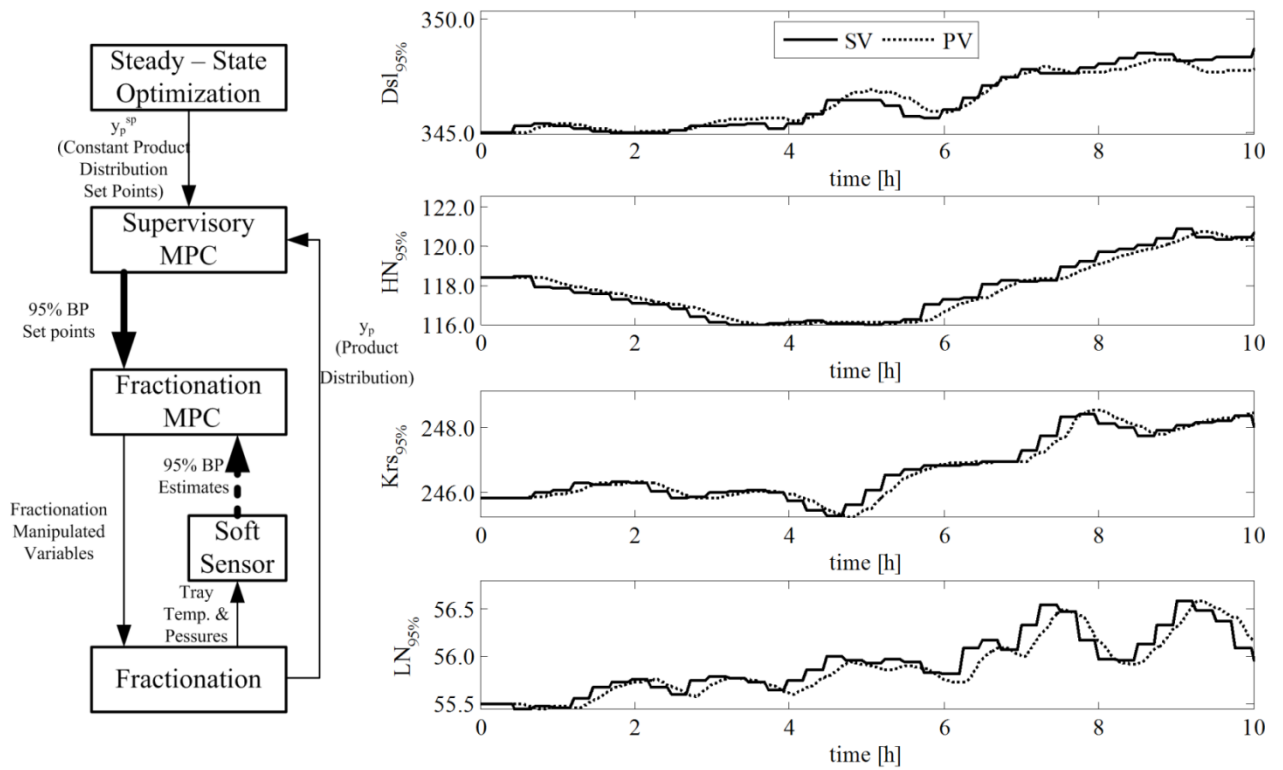 Steady – State
Optimization
yₚˢᵖ
(Constant Product
Distribution
Set Points)
Supervisory
MPC
95% BP
Set points
yₚ
(Product
Distribution)
Fractionation
MPC
95% BP
Estimates
Fractionation
Manipulated
Variables
Soft
Sensor
Tray
Temp. &
Pessures
Fractionation
SV PV
350.0
Dsl95%
345.0
0 2 4 6 8 10
time [h]
122.0
120.0
HN95%
118.0
116.0
0 2 4 6 8 10
time [h]
248.0
Krs95%
246.0
0 2 4 6 8 10
time [h]
56.5
LN95%
56.0
55.5
0 2 4 6 8 10
time [h]